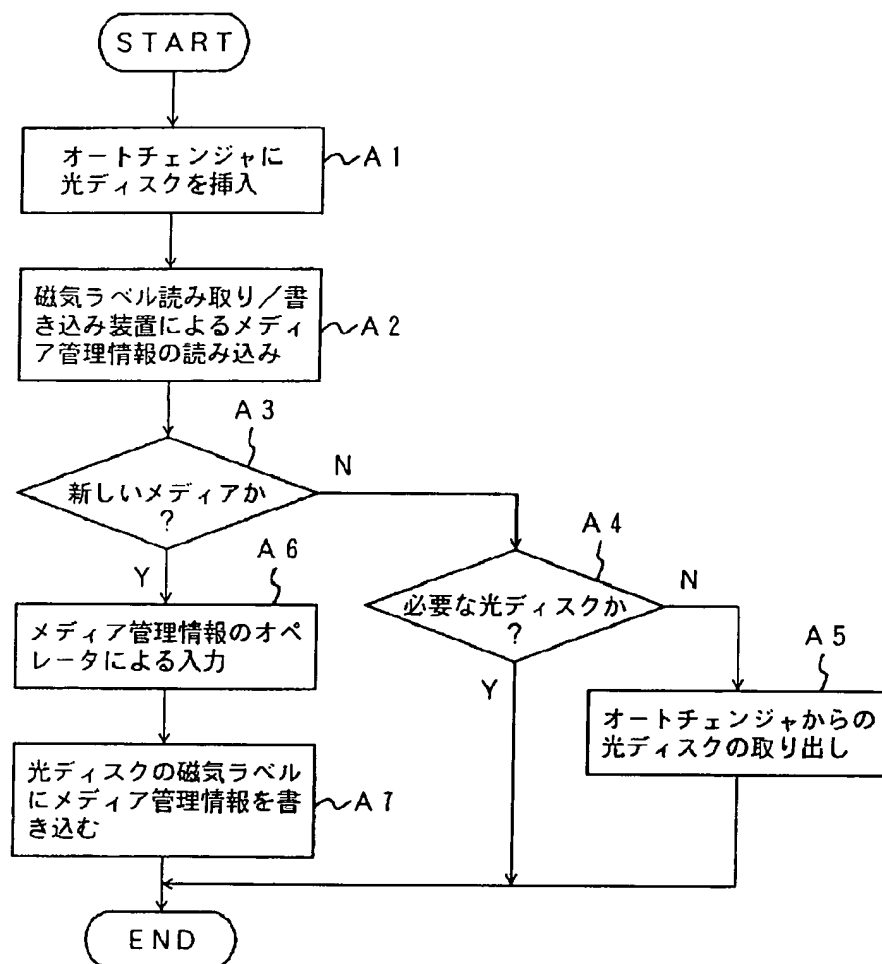 START
オートチェンジャに
光ディスクを挿入
A1
磁気ラベル読み取り／書
き込み装置によるメディ
ア管理情報の読み込み
A2
A3
新しいメディアか
?
N
Y
A4
必要な光ディスクか
?
N
Y
A6
メディア管理情報のオペ
レータによる入力
A5
オートチェンジャからの
光ディスクの取り出し
光ディスクの磁気ラベル
にメディア管理情報を書
き込む
A7
END